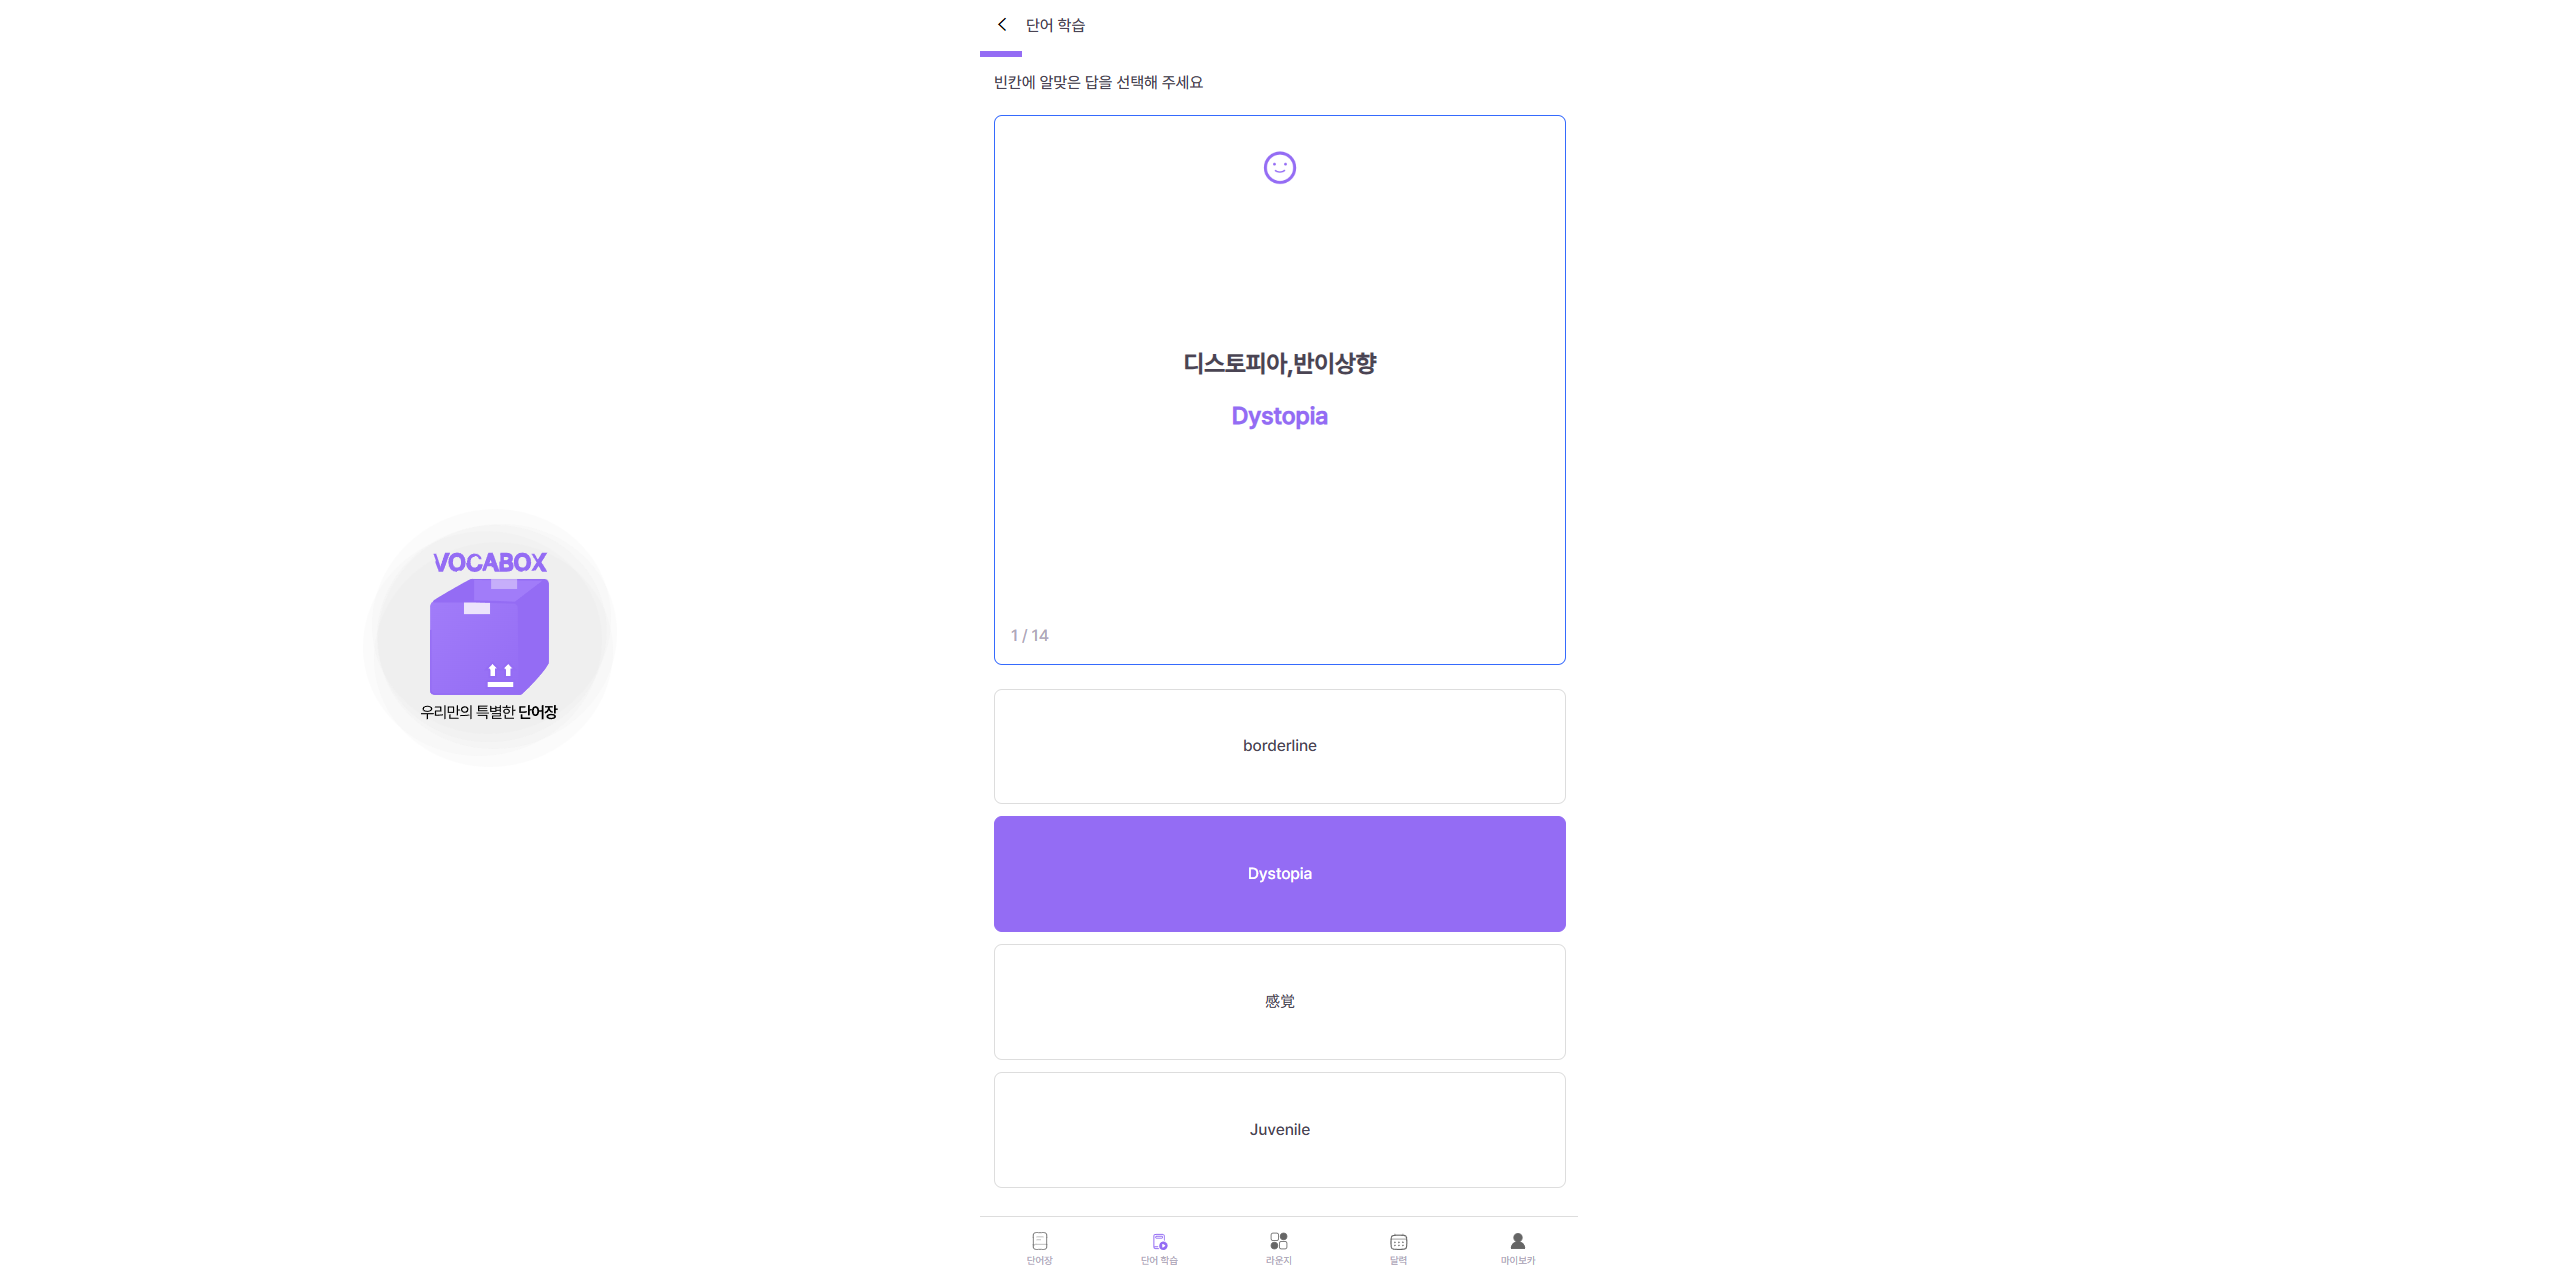 VOCABOX
우리만의 특별한 단어장
단어 학습
빈칸에 알맞은 답을 선택해 주세요
디스토피아,반이상향
Dystopia
1 / 14
borderline
Dystopia
感覚
Juvenile
단어장
단어 학습
라운지
달력
마이보카